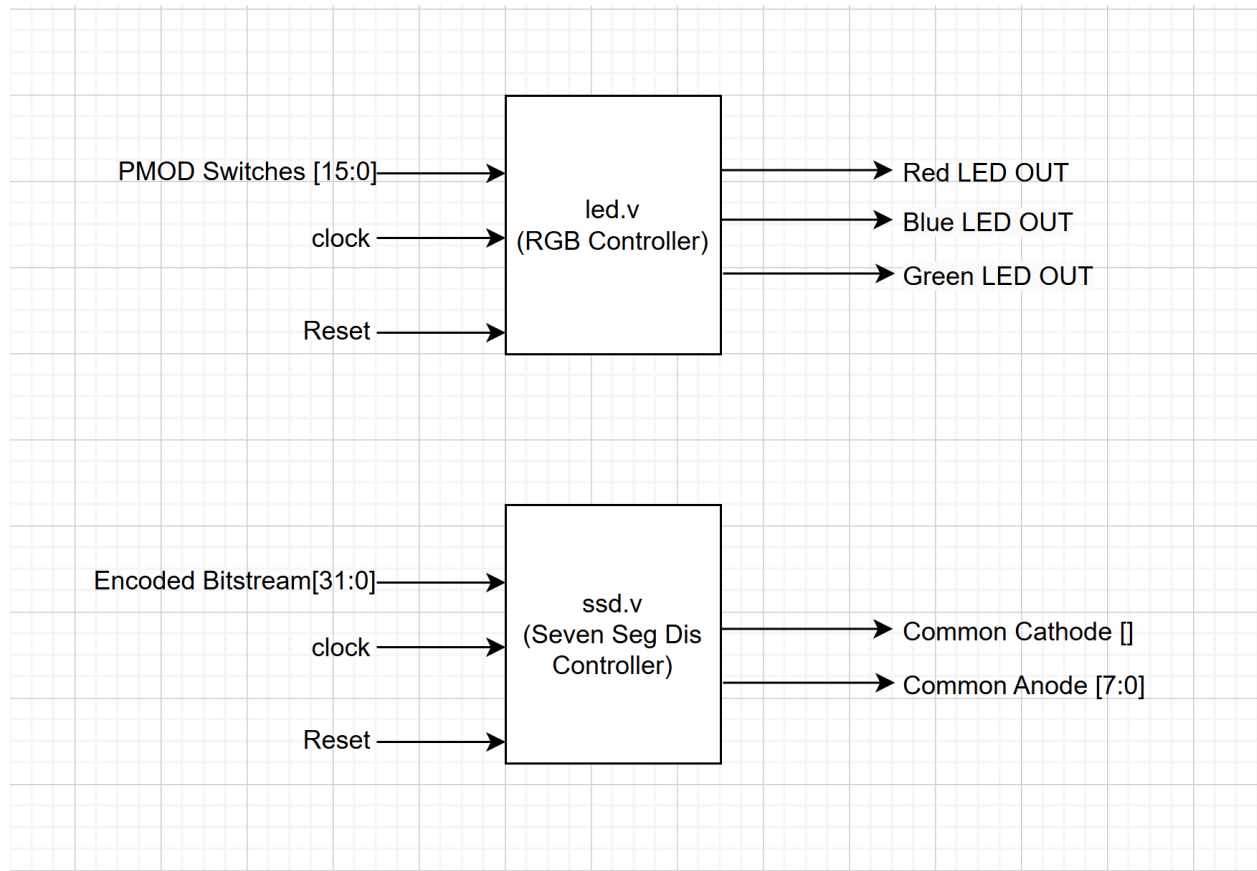 PMOD Switches [15:0]
clock
Reset
led.v
(RGB Controller)
Red LED OUT
Blue LED OUT
Green LED OUT
Encoded Bitstream[31:0]
clock
Reset
ssd.v
(Seven Seg Dis
Controller)
Common Cathode []
Common Anode [7:0]